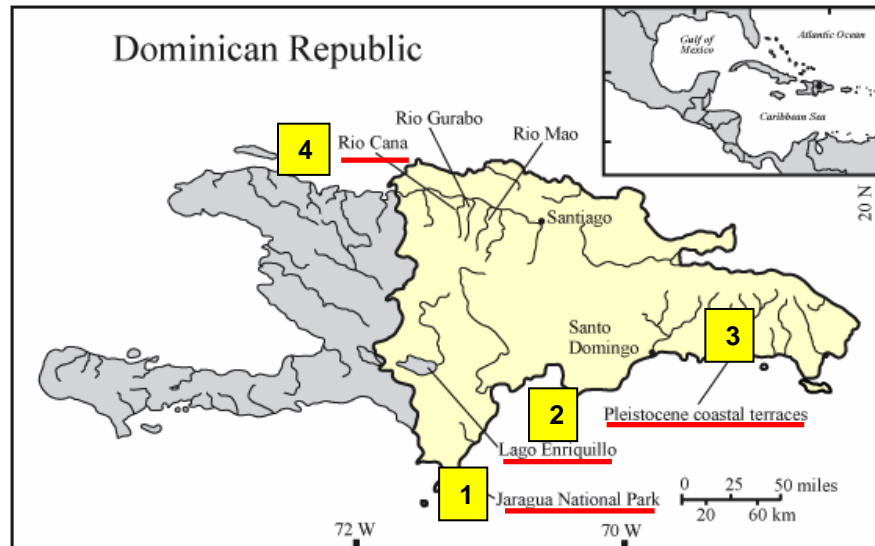 Dominican Republic
Gulf of
Mexico
Atlantic Ocean
Caribbean Sea
20 N
4
Rio Gurabo
Rio Cana
Rio Mao
Santiago
Santo
Domingo
3
2
Pleistocene coastal terraces
Lago Enriquillo
1
Jaragua National Park
0 25 50 miles
20 60 km
72 W
70 W